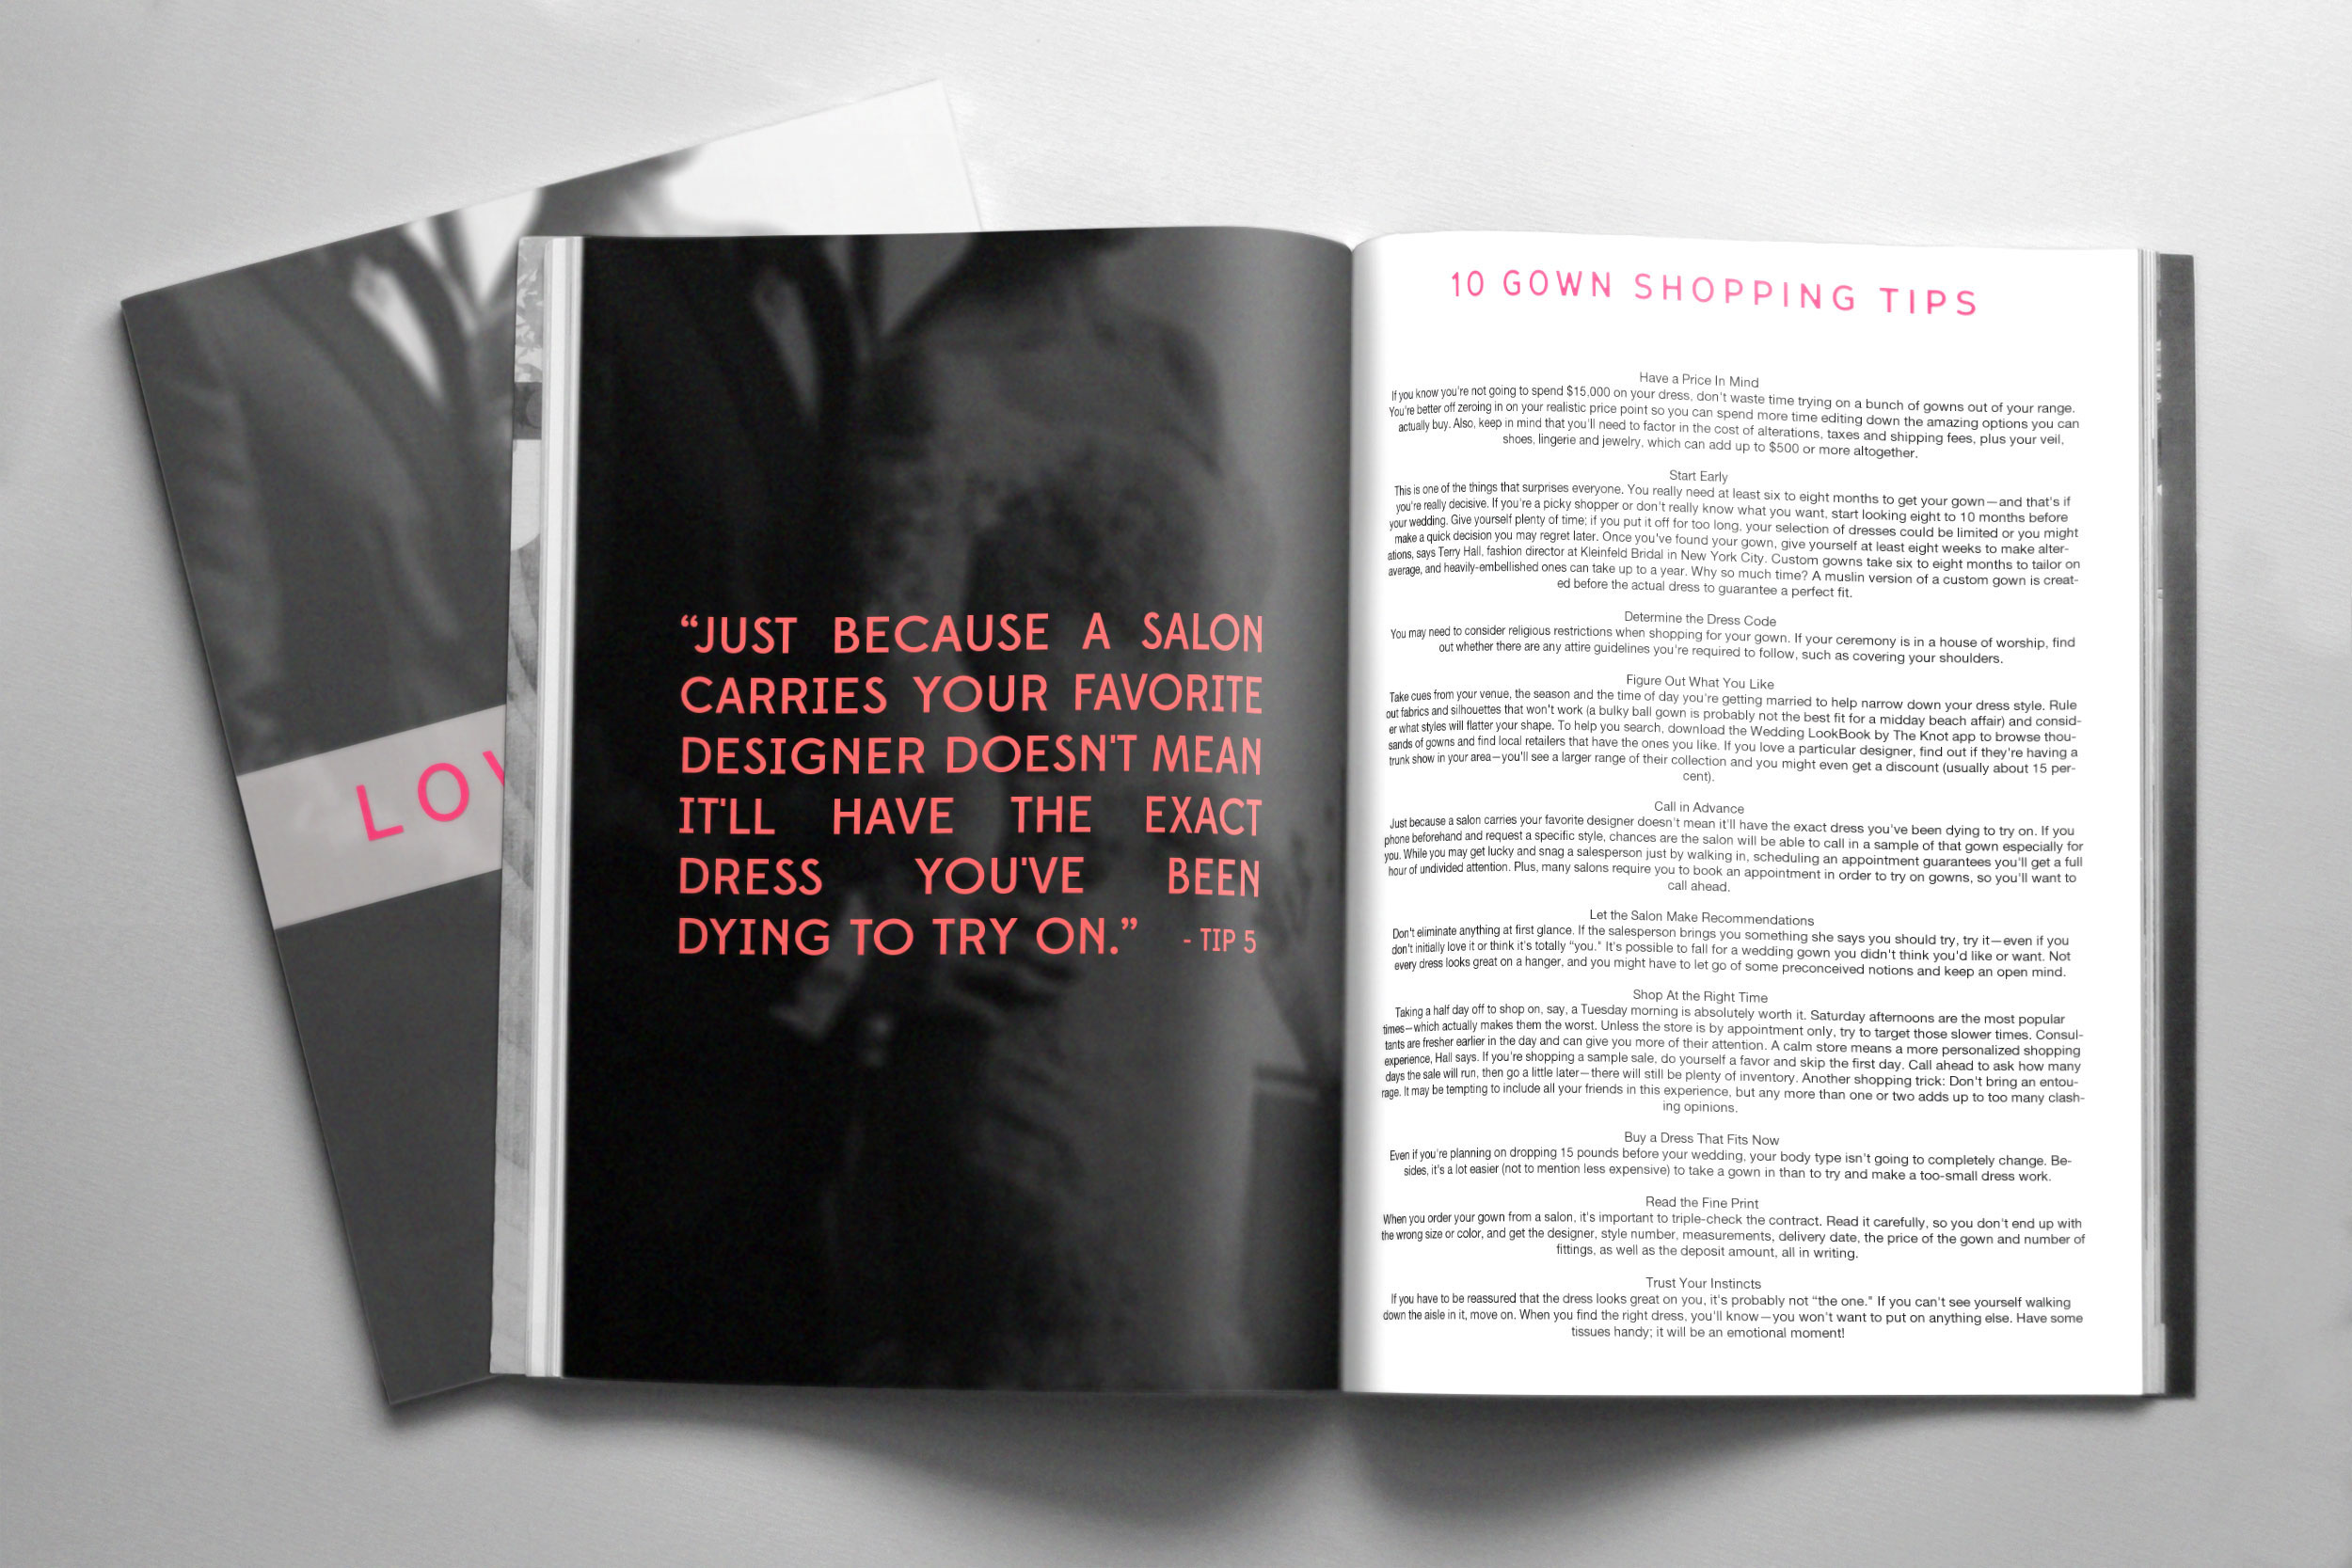 LOV
“JUST BECAUSE A SALON
CARRIES YOUR FAVORITE
DESIGNER DOESN'T MEAN
IT'LL HAVE THE EXACT
DRESS YOU'VE BEEN
DYING TO TRY ON.” - TIP 5
10 GOWN SHOPPING TIPS
Have a Price In Mind
If you know you're not going to spend $15,000 on your dress, don't waste time trying on a bunch of gowns out of your range.
You're better off zeroing in on your realistic price point so you can spend more time editing down the amazing options you can
actually buy. Also, keep in mind that you'll need to factor in the cost of alterations, taxes and shipping fees, plus your veil,
shoes, lingerie and jewelry, which can add up to $500 or more altogether.
Start Early
This is one of the things that surprises everyone. You really need at least six to eight months to get your gown—and that's if
you're really decisive. If you're a picky shopper or don't really know what you want, start looking eight to 10 months before
your wedding. Give yourself plenty of time; if you put it off for too long, your selection of dresses could be limited or you might
make a quick decision you may regret later. Once you've found your gown, give yourself at least eight weeks to make alter-
ations, says Terry Hall, fashion director at Kleinfeld Bridal in New York City. Custom gowns take six to eight months to tailor on
average, and heavily-embellished ones can take up to a year. Why so much time? A muslin version of a custom gown is creat-
ed before the actual dress to guarantee a perfect fit.
Determine the Dress Code
You may need to consider religious restrictions when shopping for your gown. If your ceremony is in a house of worship, find
out whether there are any attire guidelines you're required to follow, such as covering your shoulders.
Figure Out What You Like
Take cues from your venue, the season and the time of day you're getting married to help narrow down your dress style. Rule
out fabrics and silhouettes that won't work (a bulky ball gown is probably not the best fit for a midday beach affair) and consid-
er what styles will flatter your shape. To help you search, download the Wedding LookBook by The Knot app to browse thou-
sands of gowns and find local retailers that have the ones you like. If you love a particular designer, find out if they're having a
trunk show in your area—you'll see a larger range of their collection and you might even get a discount (usually about 15 per-
cent).
Call in Advance
Just because a salon carries your favorite designer doesn't mean it'll have the exact dress you've been dying to try on. If you
phone beforehand and request a specific style, chances are the salon will be able to call in a sample of that gown especially for
you. While you may get lucky and snag a salesperson just by walking in, scheduling an appointment guarantees you'll get a full
hour of undivided attention. Plus, many salons require you to book an appointment in order to try on gowns, so you'll want to
call ahead.
Let the Salon Make Recommendations
Don't eliminate anything at first glance. If the salesperson brings you something she says you should try, try it—even if you
don't initially love it or think it's totally “you." It's possible to fall for a wedding gown you didn't think you'd like or want. Not
every dress looks great on a hanger, and you might have to let go of some preconceived notions and keep an open mind.
Shop At the Right Time
Taking a half day off to shop on, say, a Tuesday morning is absolutely worth it. Saturday afternoons are the most popular
times—which actually makes them the worst. Unless the store is by appointment only, try to target those slower times. Consul-
tants are fresher earlier in the day and can give you more of their attention. A calm store means a more personalized shopping
experience, Hall says. If you're shopping a sample sale, do yourself a favor and skip the first day. Call ahead to ask how many
days the sale will run, then go a little later—there will still be plenty of inventory. Another shopping trick: Don't bring an entou-
rage. It may be tempting to include all your friends in this experience, but any more than one or two adds up to too many clash-
ing opinions.
Buy a Dress That Fits Now
Even if you're planning on dropping 15 pounds before your wedding, your body type isn't going to completely change. Be-
sides, it's a lot easier (not to mention less expensive) to take a gown in than to try and make a too-small dress work.
Read the Fine Print
When you order your gown from a salon, it's important to triple-check the contract. Read it carefully, so you don't end up with
the wrong size or color, and get the designer, style number, measurements, delivery date, the price of the gown and number of
fittings, as well as the deposit amount, all in writing.
Trust Your Instincts
If you have to be reassured that the dress looks great on you, it's probably not “the one." If you can't see yourself walking
down the aisle in it, move on. When you find the right dress, you'll know—you won't want to put on anything else. Have some
tissues handy; it will be an emotional moment!